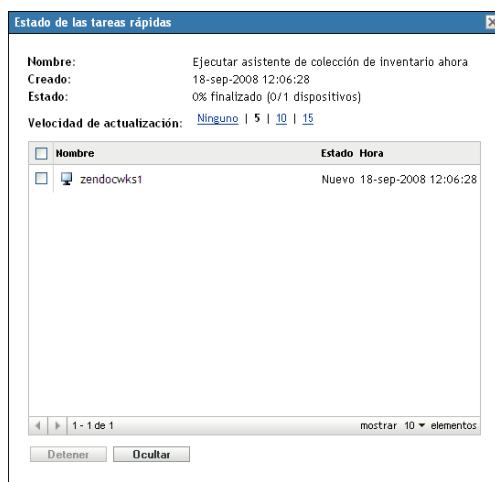 Estado de las tareas rápidas
Nombre: Ejecutar asistente de colección de inventario ahora
Creado: 18-sep-2008 12:06:28
Estado: 0% finalizado (0/1 dispositivos)
Velocidad de actualización: Ninguno | 5 | 10 | 15
Nombre Estado Hora
zendocwks1 Nuevo 18-sep-2008 12:06:28
1 - 1 de 1 mostrar 10 elementos
Detener Ocultar